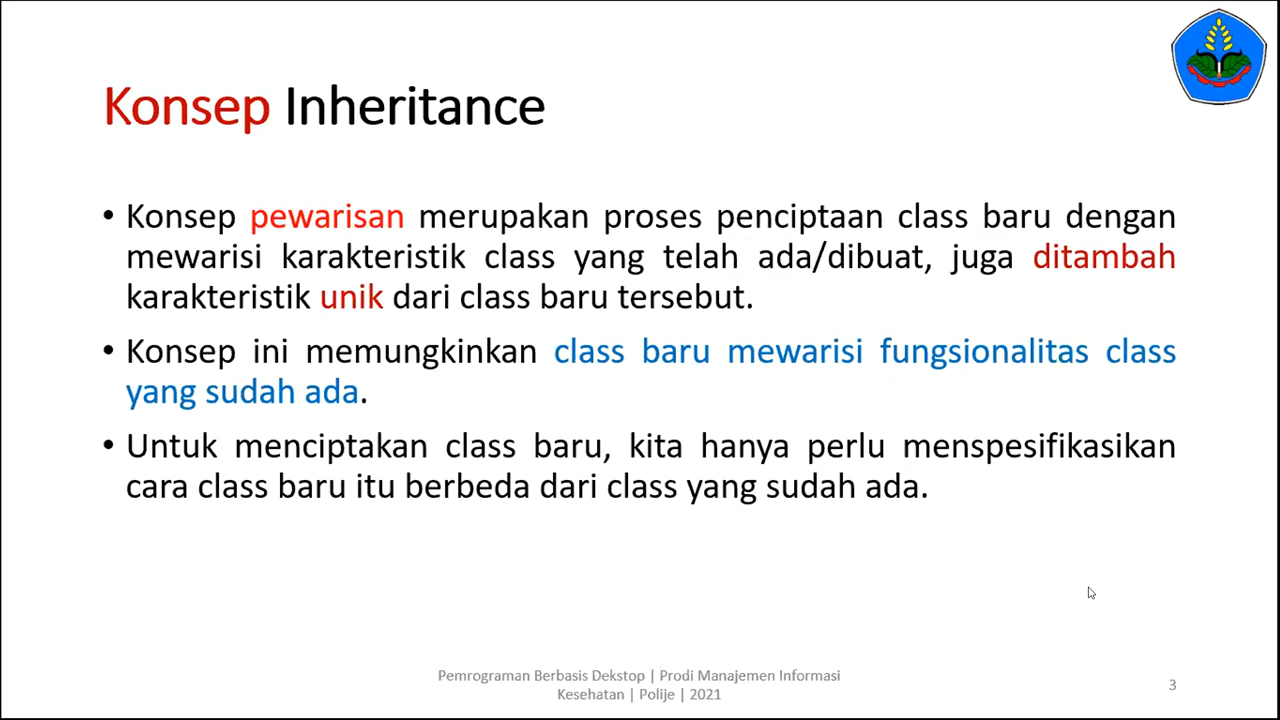 Konsep Inheritance
• Konsep pewarisan merupakan proses penciptaan class baru dengan
mewarisi karakteristik class yang telah ada/dibuat, juga ditambah
karakteristik unik dari class baru tersebut.
• Konsep ini memungkinkan class baru mewarisi fungsionalitas class
yang sudah ada.
• Untuk menciptakan class baru, kita hanya perlu menspesifikasikan
cara class baru itu berbeda dari class yang sudah ada.
Pemrograman Berbasis Dekstop | Prodi Manajemen Informasi
Kesehatan | Polije | 2021
3